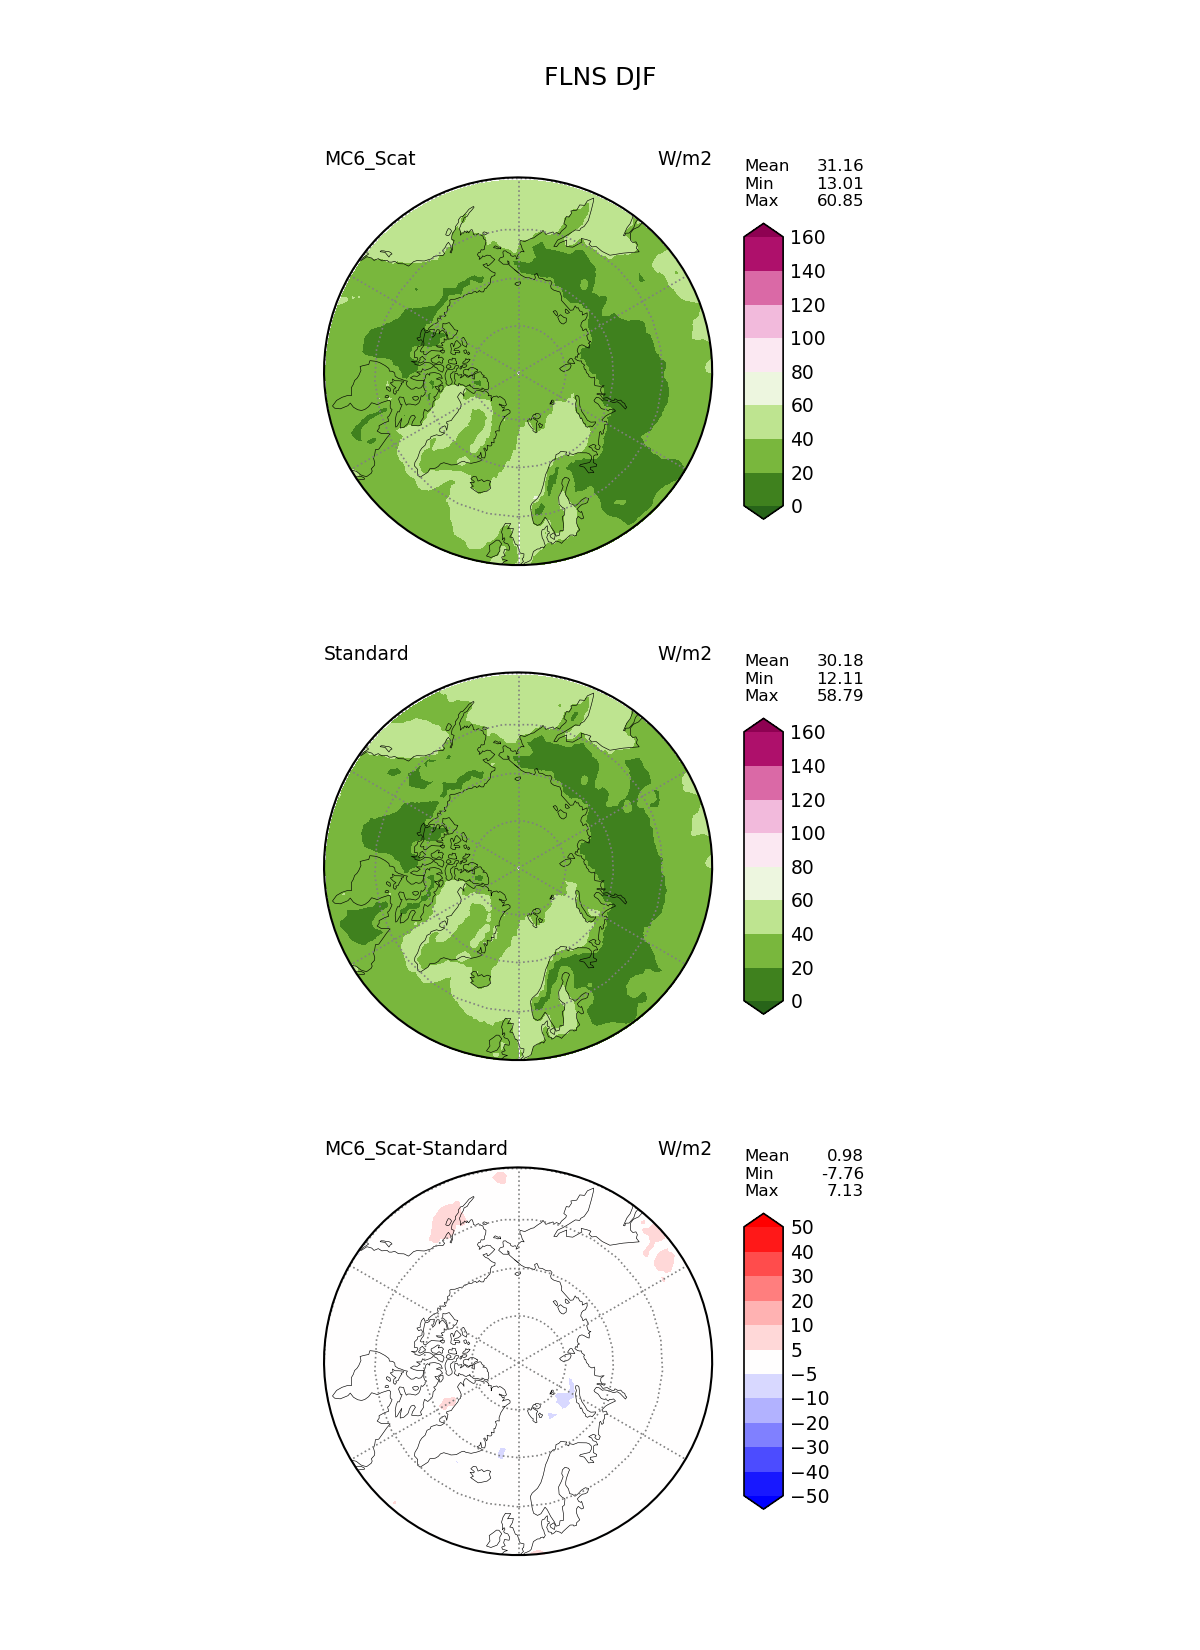 FLNS DJF
MC6_Scat W/m2
Mean 31.16
Min 13.01
Max 60.85
160
140
120
100
80
60
40
20
0
Standard W/m2
Mean 30.18
Min 12.11
Max 58.79
160
140
120
100
80
60
40
20
0
MC6_Scat-Standard W/m2
Mean 0.98
Min -7.76
Max 7.13
50
40
30
20
10
5
−5
−10
−20
−30
−40
−50